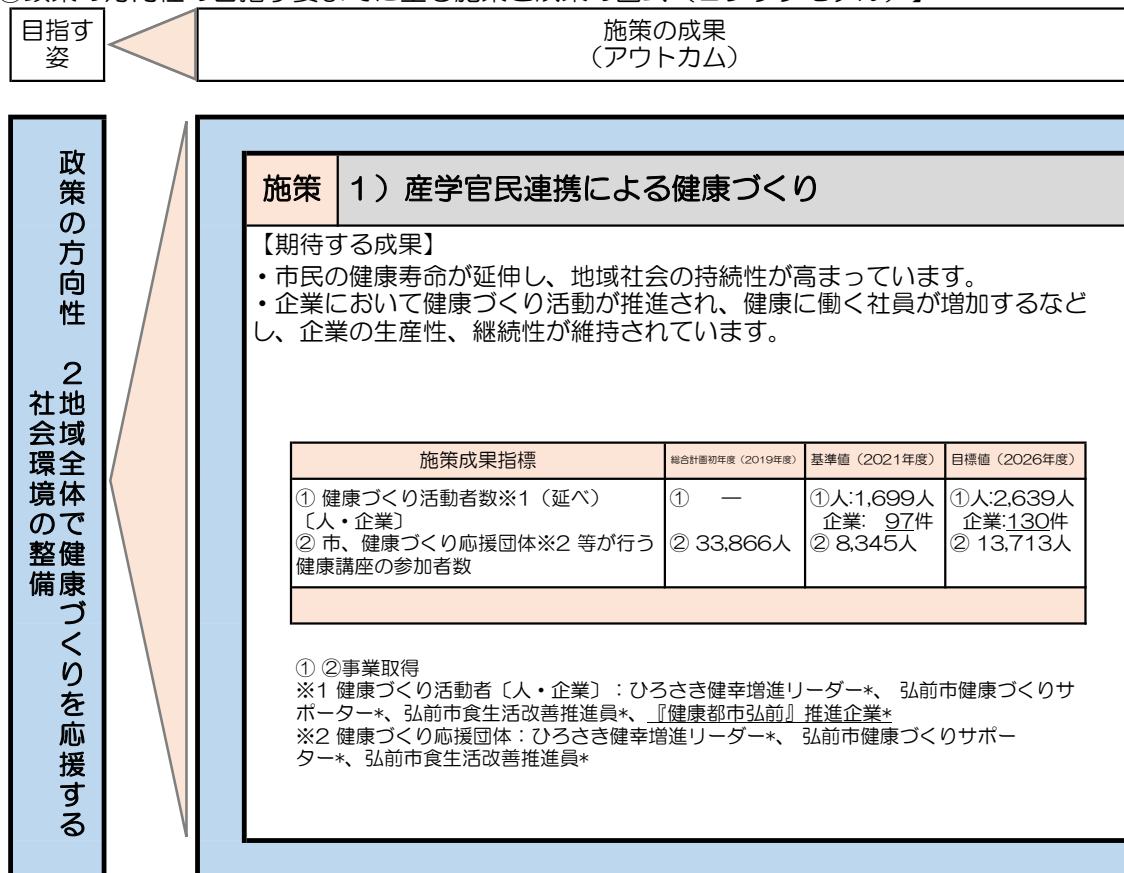 目指す
姿
施策の成果
（アウトカム）
政策の方向性　２地域全体で健康づくりを応援する
社会環境の整備
施策
１）産学官民連携による健康づくり
【期待する成果】
・市民の健康寿命が延伸し、地域社会の持続性が高まっています。
・企業において健康づくり活動が推進され、健康に働く社員が増加するなど
し、企業の生産性、継続性が維持されています。
施策成果指標
総合計画初年度（2019年度）
基準値（2021年度）
目標値（2026年度）
① 健康づくり活動者数※1（延べ）
〔人・企業〕
② 市、健康づくり応援団体※2 等が行う
健康講座の参加者数
①　―
② 33,866人
①人:1,699人
企業:　97件
② 8,345人
①人:2,639人
企業:130件
② 13,713人
① ②事業取得
※1 健康づくり活動者〔人・企業〕：ひろさき健幸増進リーダー*、 弘前市健康づくりサ
ポーター*、弘前市食生活改善推進員*、『健康都市弘前』推進企業*
※2 健康づくり応援団体：ひろさき健幸増進リーダー*、 弘前市健康づくりサポー
ター*、弘前市食生活改善推進員*